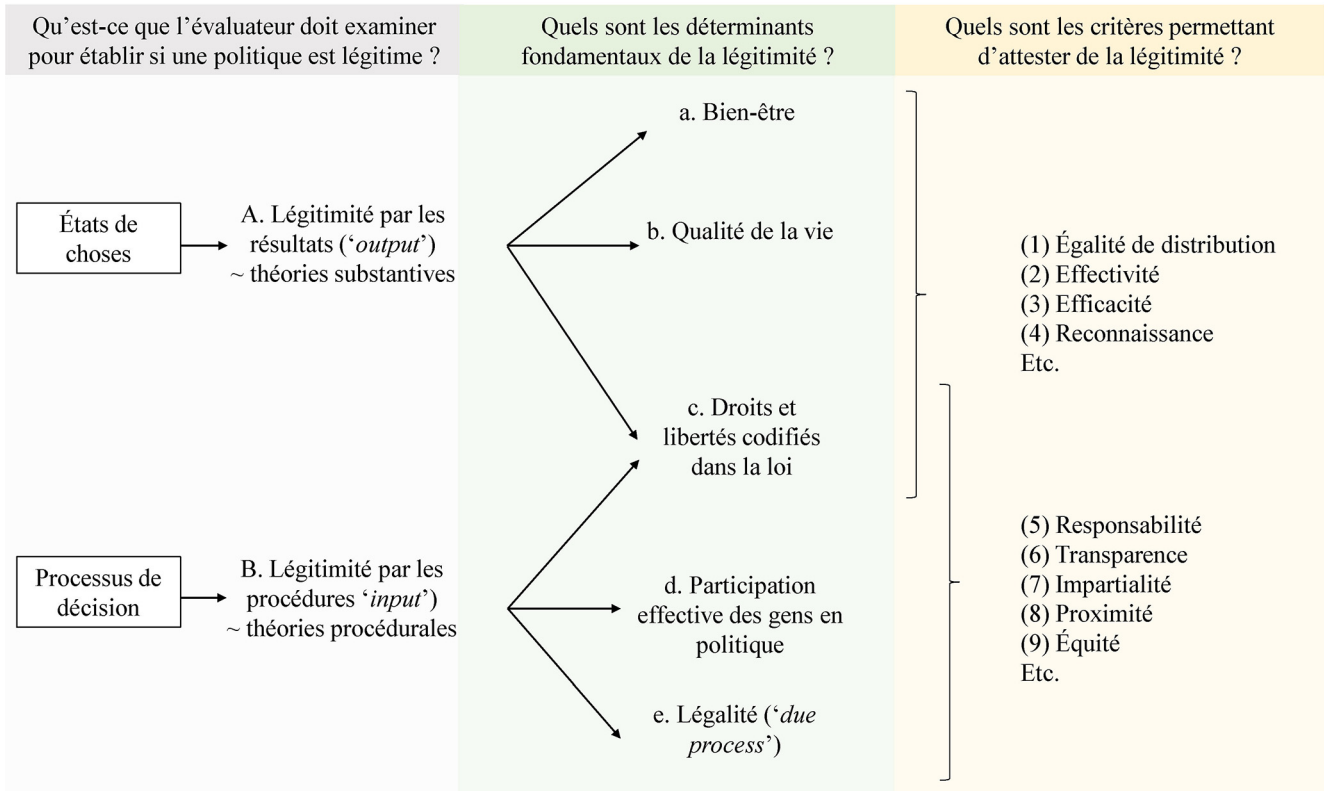 Qu’est-ce que l’évaluateur doit examiner
pour établir si une politique est légitime ?
Quels sont les déterminants
fondamentaux de la légitimité ?
Quels sont les critères permettant
d’attester de la légitimité ?
États de
choses
A. Légitimité par les
résultats (‘output’)
~ théories substantives
Processus de
décision
B. Légitimité par les
procédures ‘input’)
~ théories procédurales
a. Bien-être
b. Qualité de la vie
c. Droits et
libertés codifiés
dans la loi
d. Participation
effective des gens en
politique
e. Légalité (‘due
process’)
(1) Égalité de distribution
(2) Effectivité
(3) Efficacité
(4) Reconnaissance
Etc.
(5) Responsabilité
(6) Transparence
(7) Impartialité
(8) Proximité
(9) Équité
Etc.